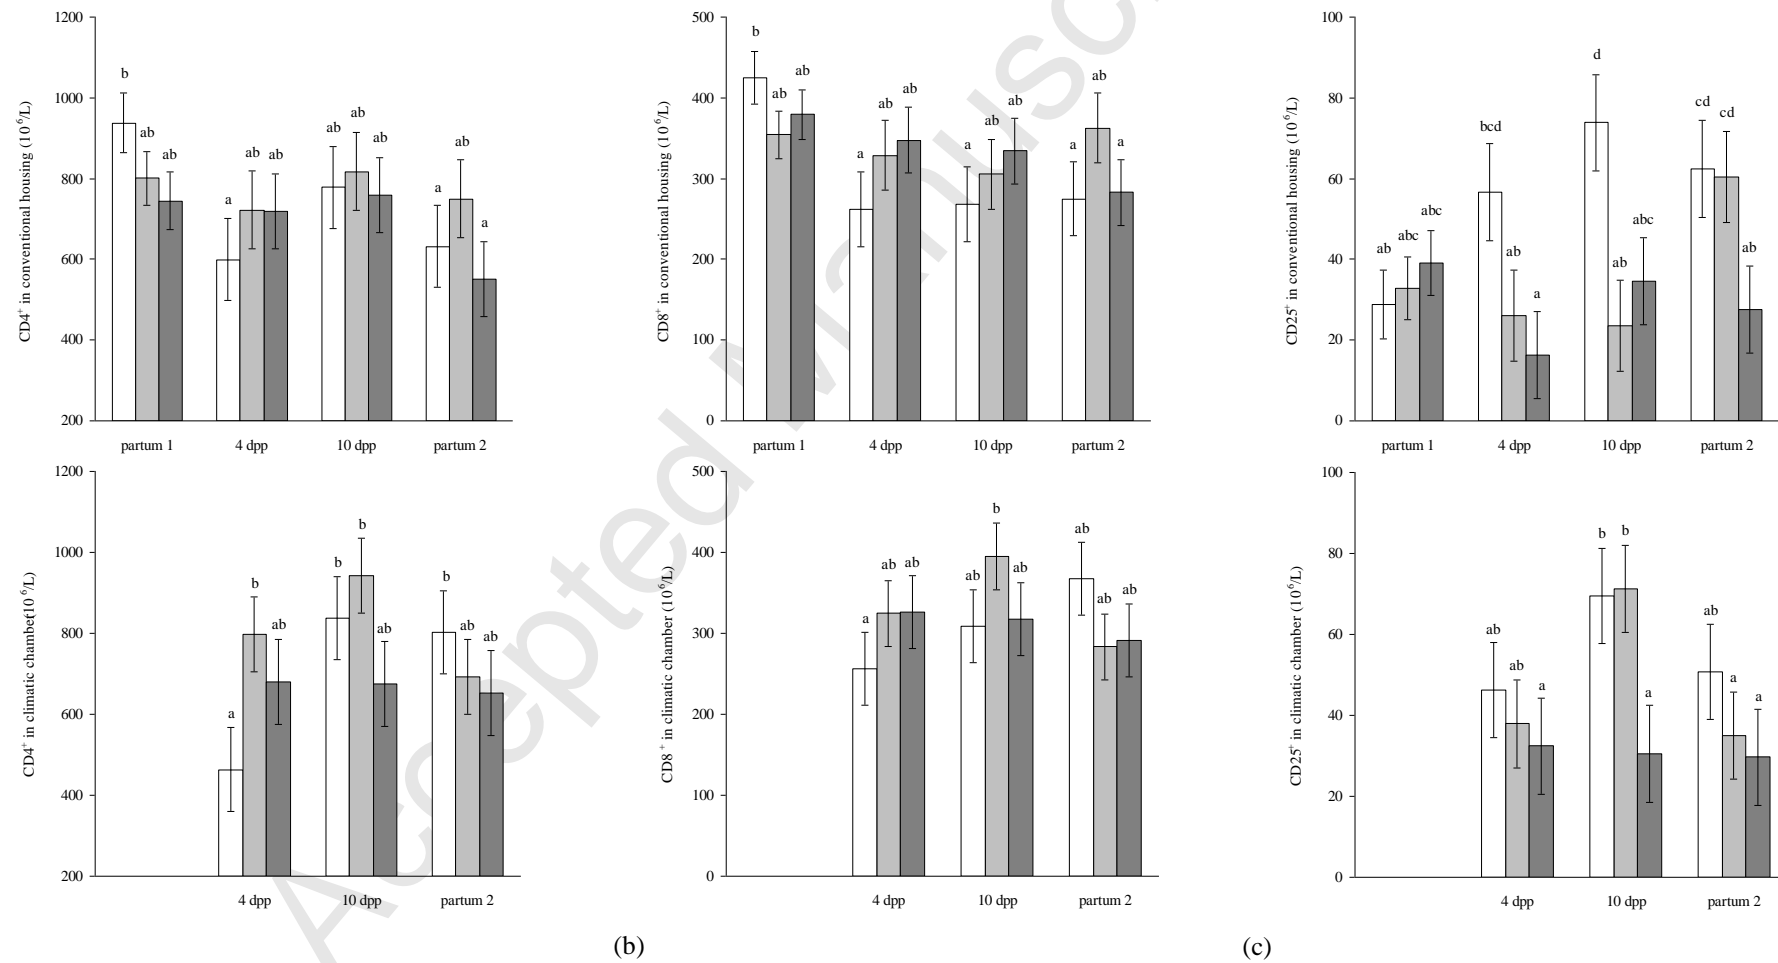 CD4+ in conventional housing (10^6/L)
1200
1000
800
600
400
200
b
ab
ab
a
ab
ab
ab
ab
ab
a
ab
a
partum 1
4 dpp
10 dpp
partum 2
CD8+ in conventional housing (10^6/L)
500
400
300
200
100
0
b
ab
ab
a
ab
ab
a
ab
ab
a
ab
a
partum 1
4 dpp
10 dpp
partum 2
CD25+ in conventional housing (10^6/L)
100
80
60
40
20
0
ab
abc
abc
bcd
ab
a
d
ab
abc
cd
cd
ab
partum 1
4 dpp
10 dpp
partum 2
CD4+ in climatic chamber(10^6/L)
1200
1000
800
600
400
200
a
b
ab
b
b
ab
b
ab
ab
4 dpp
10 dpp
partum 2
CD8+ in climatic chamber (10^6/L)
500
400
300
200
100
0
a
ab
ab
ab
b
ab
ab
ab
ab
4 dpp
10 dpp
partum 2
CD25+ in climatic chamber (10^6/L)
100
80
60
40
20
0
ab
ab
a
b
b
a
ab
a
a
4 dpp
10 dpp
partum 2
(b)
(c)
Accepted Manusc